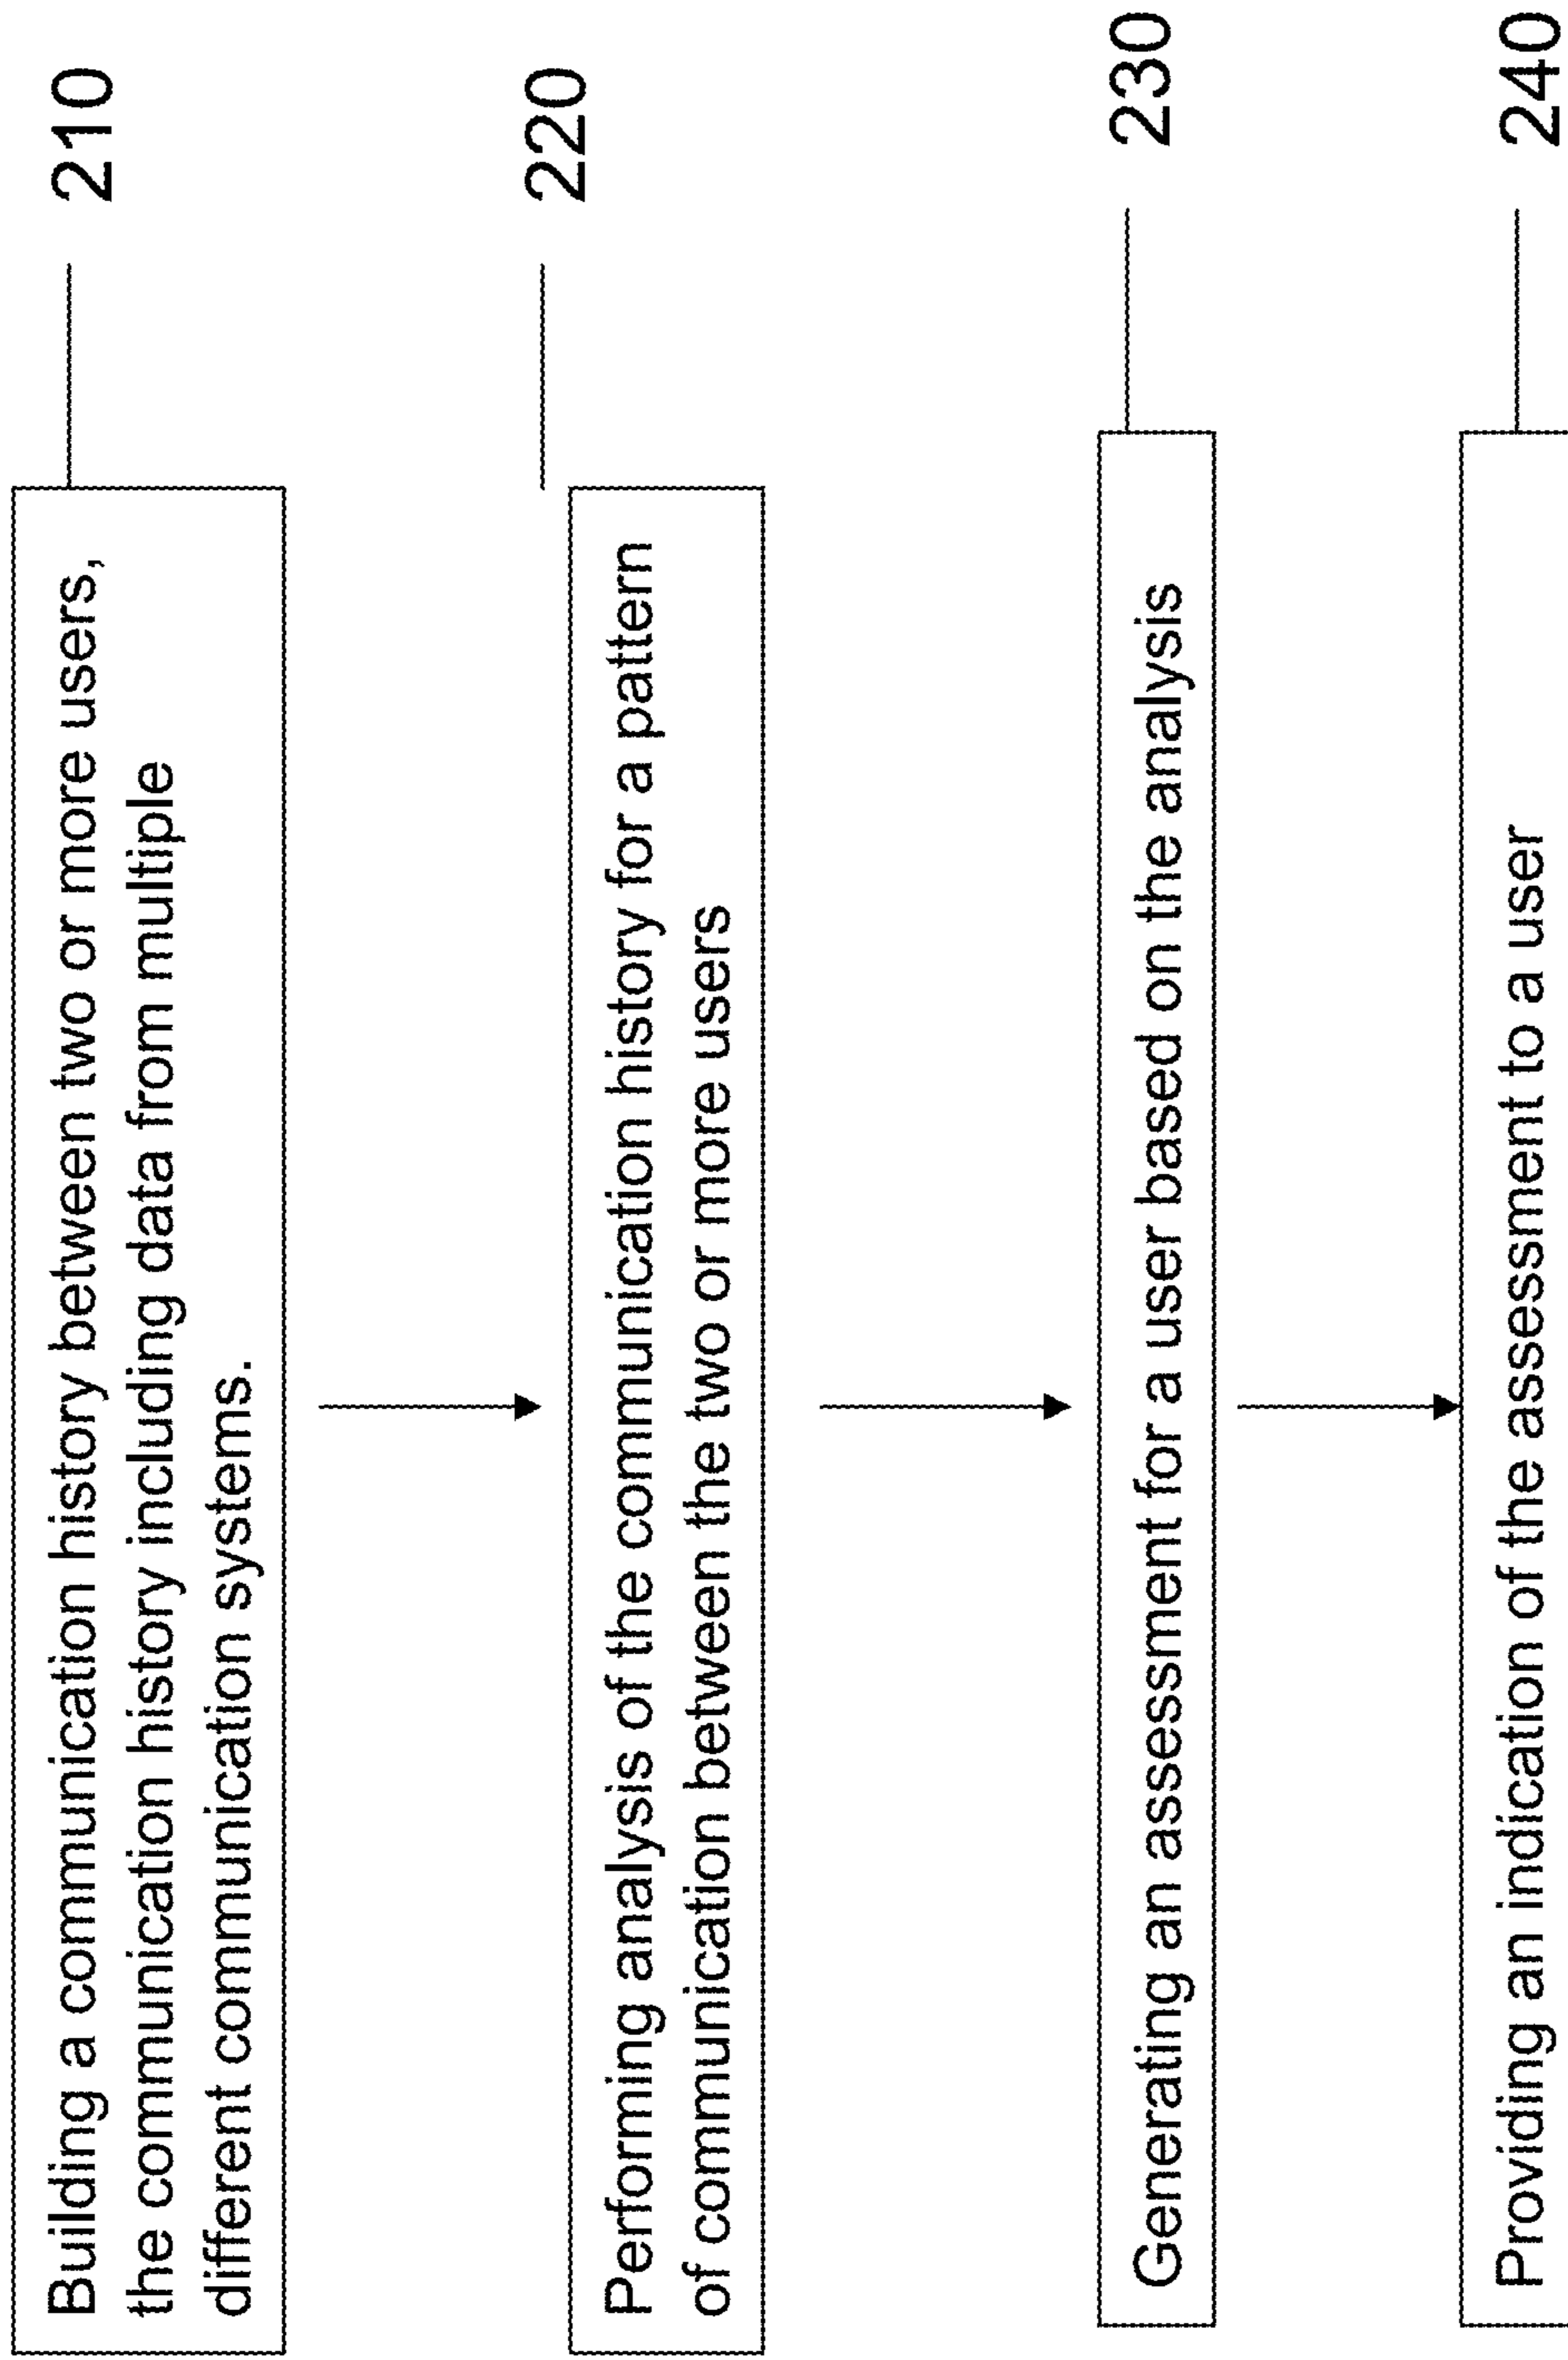 Building a communication history between two or more users,
the communication history including data from multiple
different communication systems.
210
Performing analysis of the communication history for a pattern
of communication between the two or more users
220
Generating an assessment for a user based on the analysis
230
Providing an indication of the assessment to a user
240